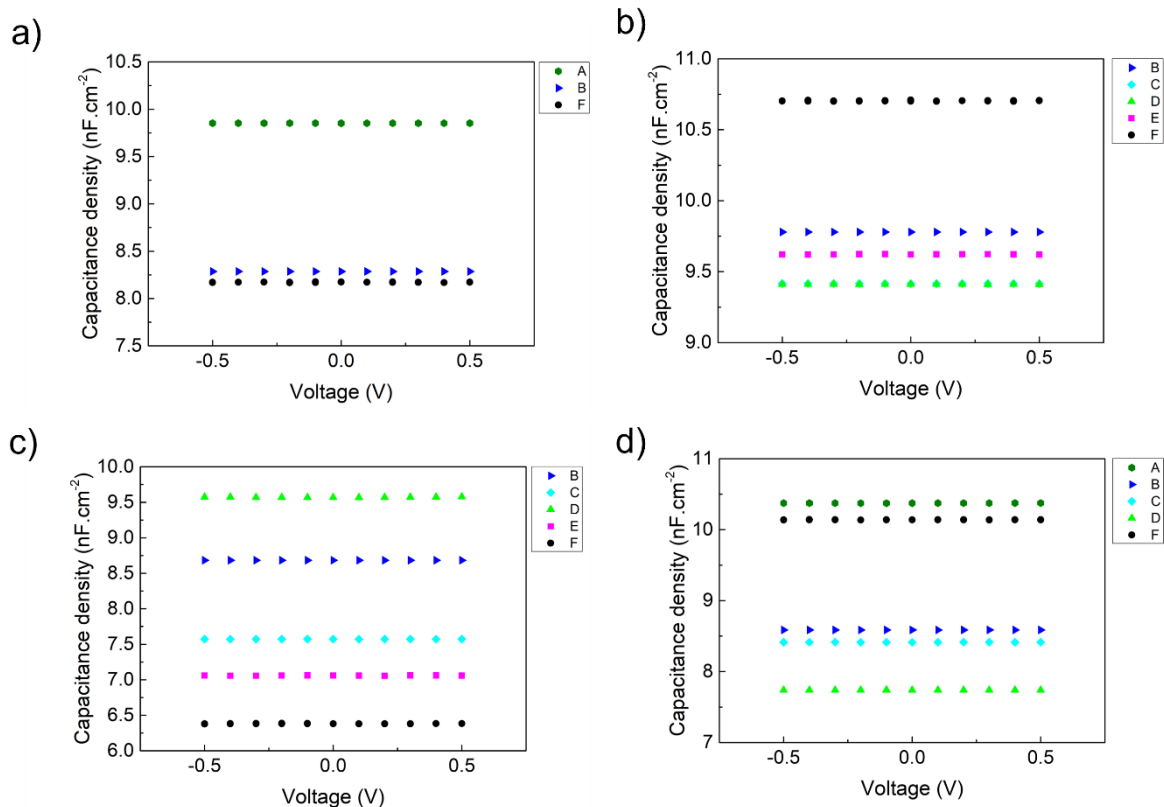 a)
Capacitance density (nF.cm⁻²)
10.5
10.0
9.5
9.0
8.5
8.0
7.5
-0.5
0.0
0.5
Voltage (V)
A
B
F
b)
Capacitance density (nF.cm⁻²)
11.0
10.5
10.0
9.5
9.0
-0.5
0.0
0.5
Voltage (V)
B
C
D
E
F
c)
Capacitance density (nF.cm⁻²)
10.0
9.5
9.0
8.5
8.0
7.5
7.0
6.5
6.0
-0.5
0.0
0.5
Voltage (V)
B
C
D
E
F
d)
Capacitance density (nF.cm⁻²)
11
10
9
8
7
-0.5
0.0
0.5
Voltage (V)
A
B
C
D
F